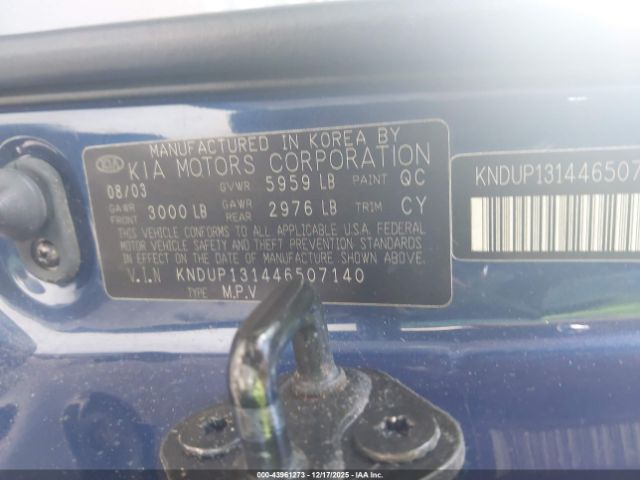 MANUFACTURED IN KOREA BY
KIA KIA MOTORS CORPORATION
08/03 GVWR 5959 LB PAINT QC
GAWR FRONT 3000 LB GAWR REAR 2976 LB TRIM CY
THIS VEHICLE CONFORMS TO ALL APPLICABLE U.S.A. FEDERAL
MOTOR VEHICLE SAFETY AND THEFT PREVENTION STANDARDS
IN EFFECT ON THE DATE OF MANUFACTURE SHOWN ABOVE.
V.I.N KNDUP131446507140
TYPE M.P.V
KNDUP131446507
000-43961273 - 12/17/2025 - IAA